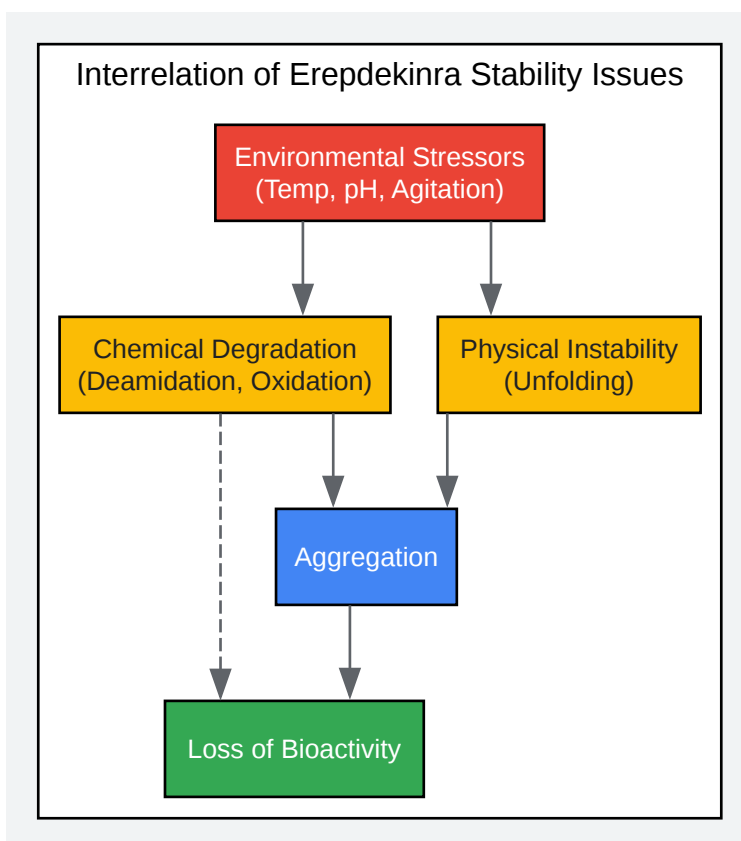 Interrelation of Erepdekinra Stability Issues
Environmental Stressors
(Temp, pH, Agitation)
Chemical Degradation
(Deamidation, Oxidation)
Physical Instability
(Unfolding)
Aggregation
Loss of Bioactivity